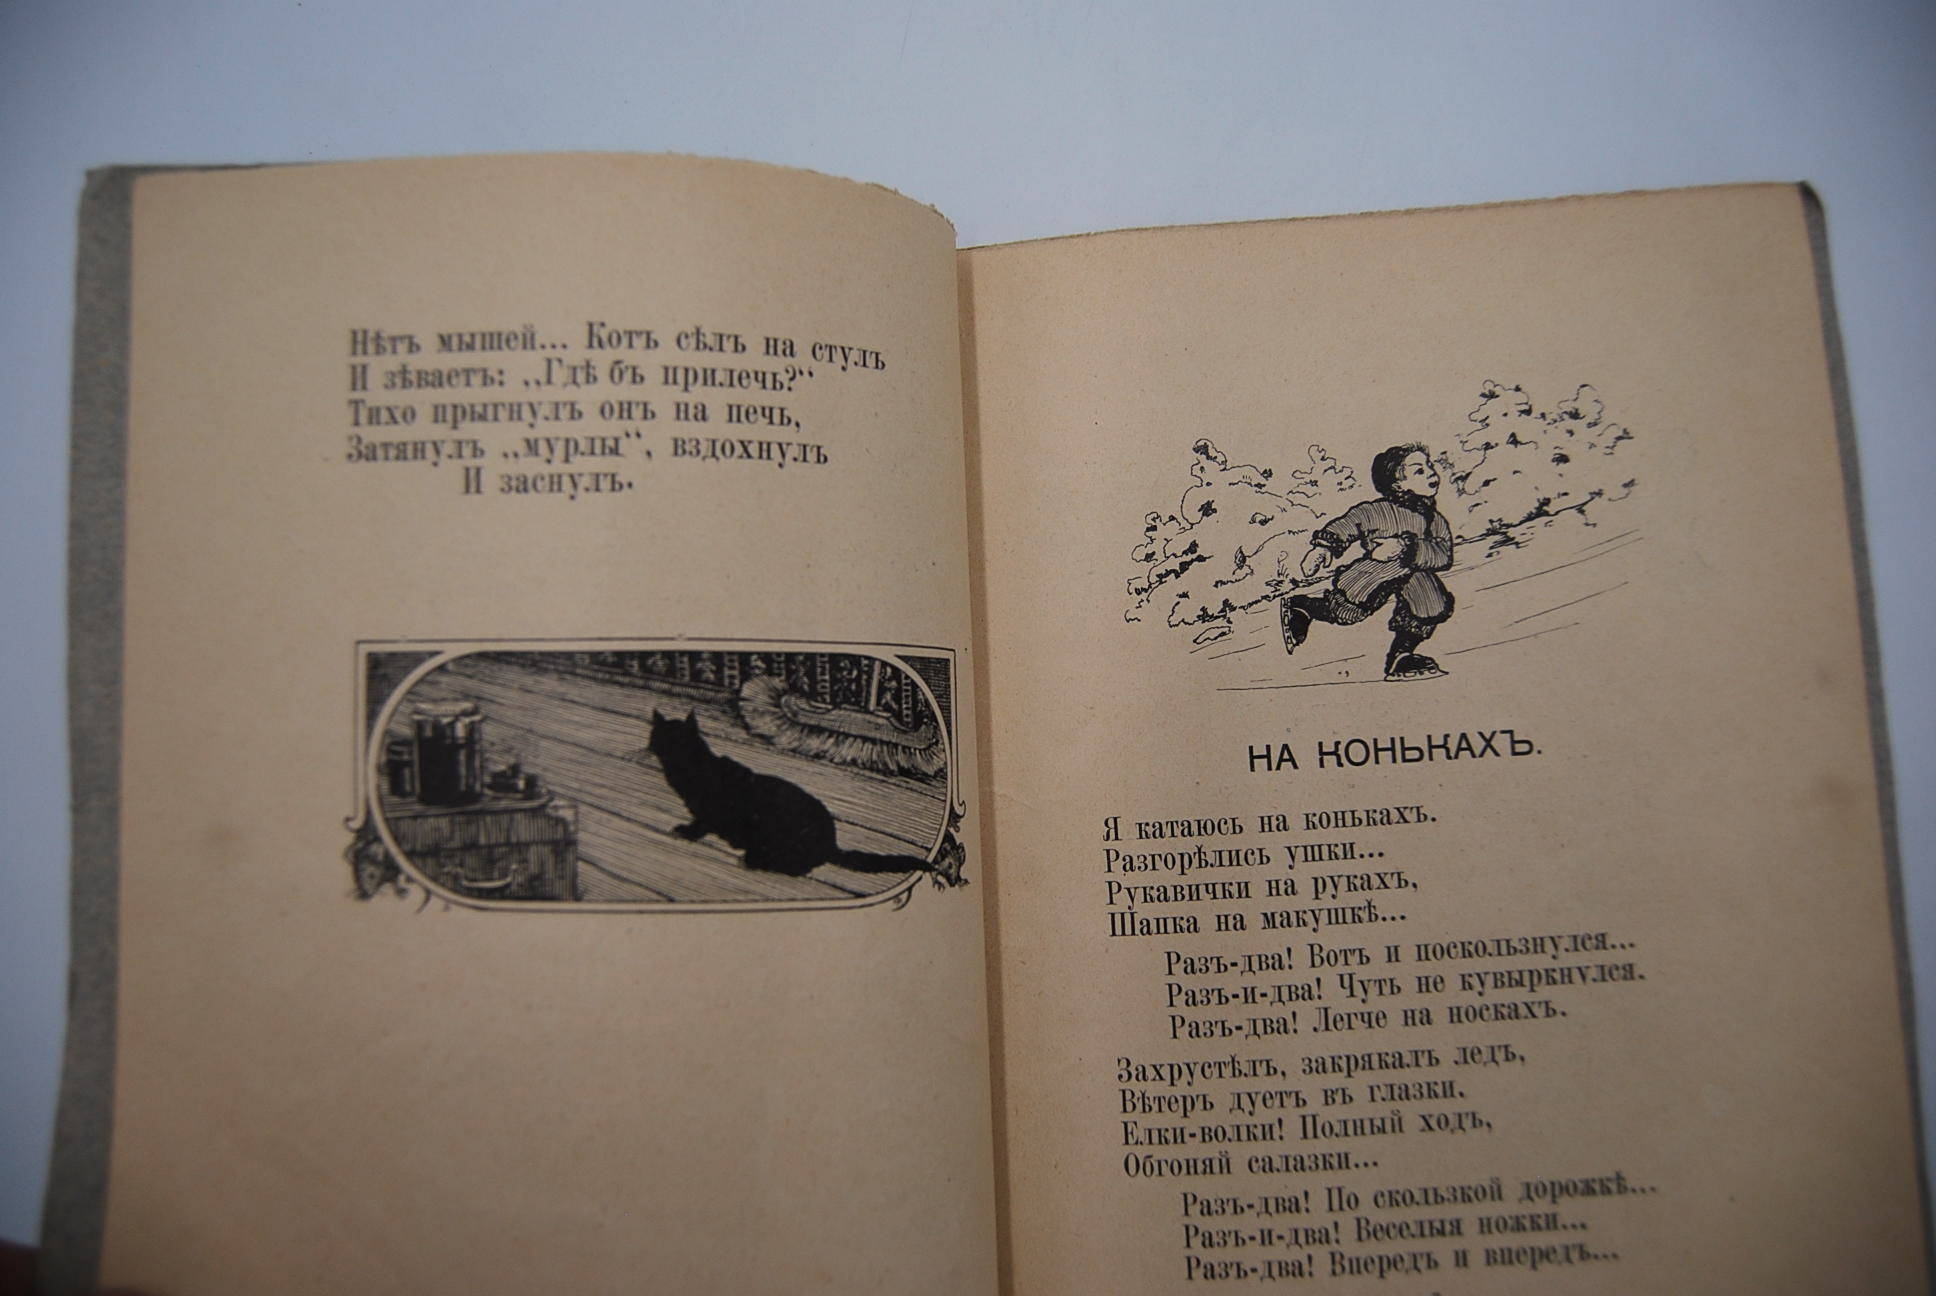 Нѣтъ мышей... Котъ сѣлъ на стулъ
И зѣваетъ: „Гдѣ бъ прилечь?“
Тихо прыгнулъ онъ на печь,
Затянулъ „мурлы“, вздохнулъ
И заснулъ.
НА КОНЬКАХЪ.
Я катаюсь на конькахъ.
Разгорѣлись ушки...
Рукавички на рукахъ,
Шапка на макушкѣ...
Разъ-два! Вотъ и поскользнулся...
Разъ-и-два! Чуть не кувыркнулся.
Разъ-два! Легче на носкахъ.
Захрустѣлъ, закрякалъ ледъ,
Вѣтеръ дуетъ въ глазки.
Елки-волки! Полный ходъ,
Обгоняй салазки...
Разъ-два! По скользкой дорожкѣ...
Разъ-и-два! Веселыя ножки...
Разъ-два! Впередъ и впередъ...